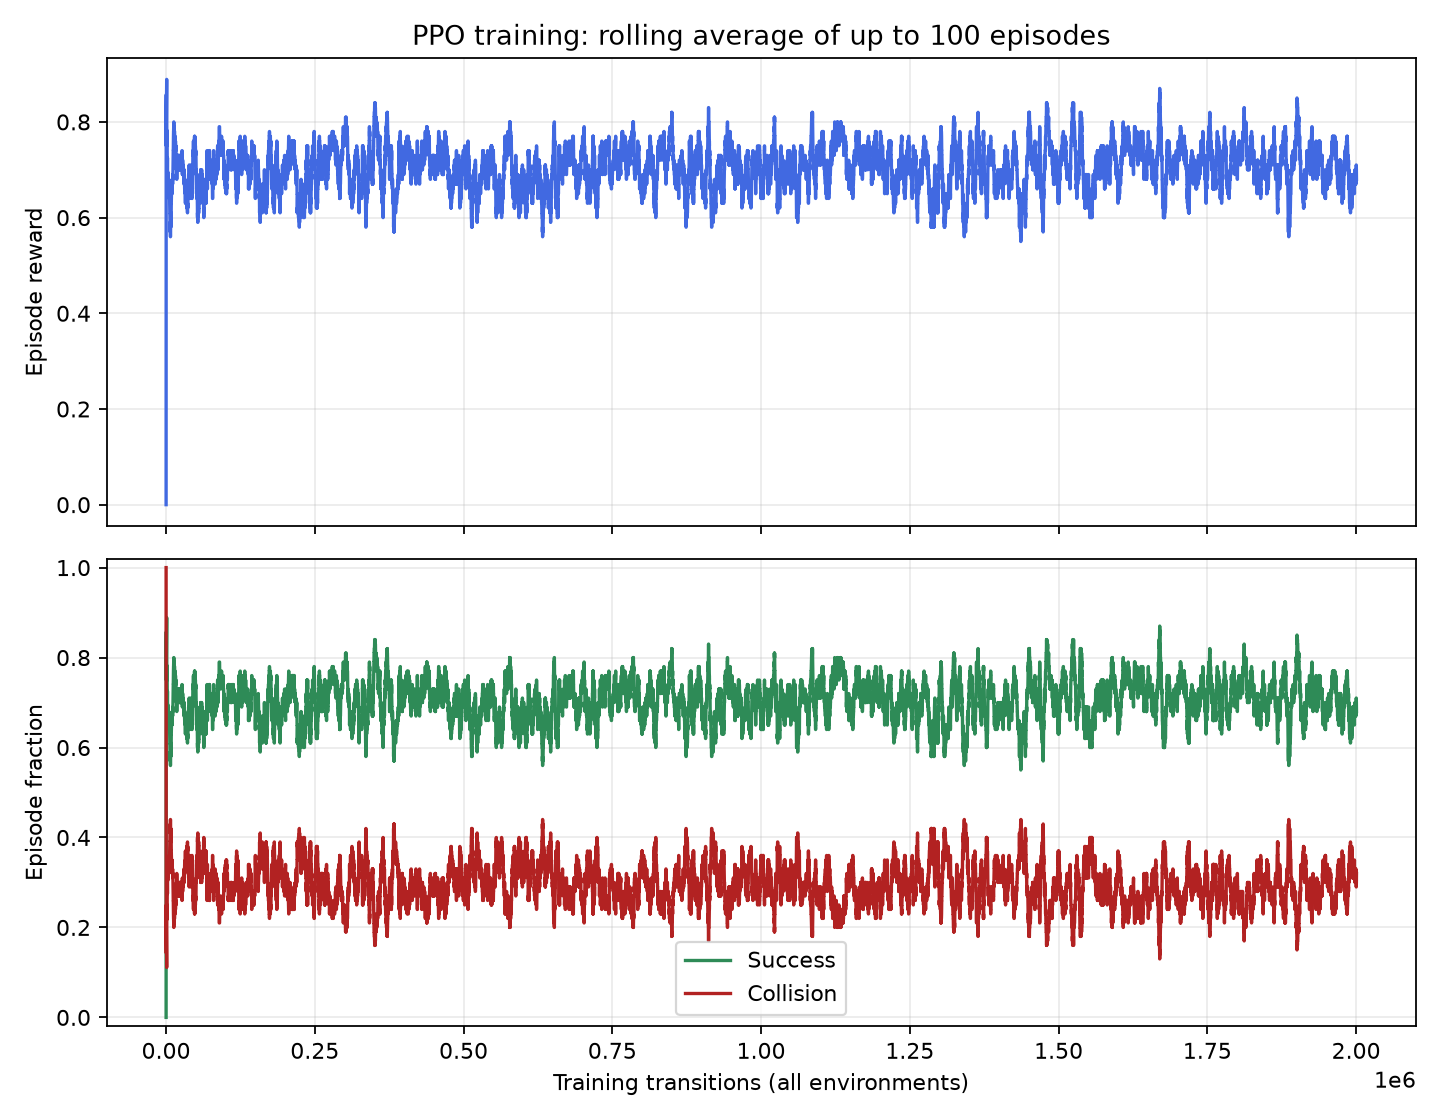 PPO training: rolling average of up to 100 episodes
Episode reward
0.8
0.6
0.4
0.2
0.0
Episode fraction
1.0
0.8
0.6
0.4
0.2
0.0
Success
Collision
0.00 0.25 0.50 0.75 1.00 1.25 1.50 1.75 2.00
1e6
Training transitions (all environments)